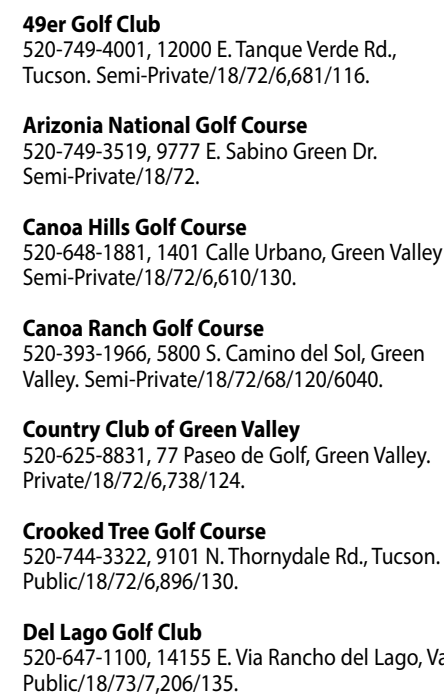 49er Golf Club
520-749-4001, 12000 E. Tanque Verde Rd.,
Tucson. Semi-Private/18/72/6,681/116.
Arizonia National Golf Course
520-749-3519, 9777 E. Sabino Green Dr.
Semi-Private/18/72.
Canoa Hills Golf Course
520-648-1881, 1401 Calle Urbano, Green Valley
Semi-Private/18/72/6,610/130.
Canoa Ranch Golf Course
520-393-1966, 5800 S. Camino del Sol, Green
Valley. Semi-Private/18/72/68/120/6040.
Country Club of Green Valley
520-625-8831, 77 Paseo de Golf, Green Valley.
Private/18/72/6,738/124.
Crooked Tree Golf Course
520-744-3322, 9101 N. Thornydale Rd., Tucson.
Public/18/72/6,896/130.
Del Lago Golf Club
520-647-1100, 14155 E. Via Rancho del Lago,
Public/18/73/7,206/135.